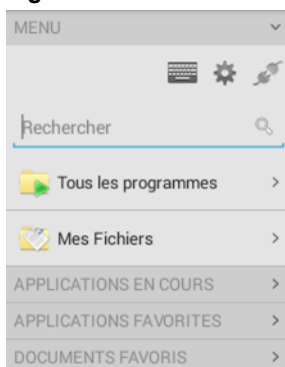 MENU
Rechercher
Tous les programmes
Mes Fichiers
APPLICATIONS EN COURS
APPLICATIONS FAVORITES
DOCUMENTS FAVORIS